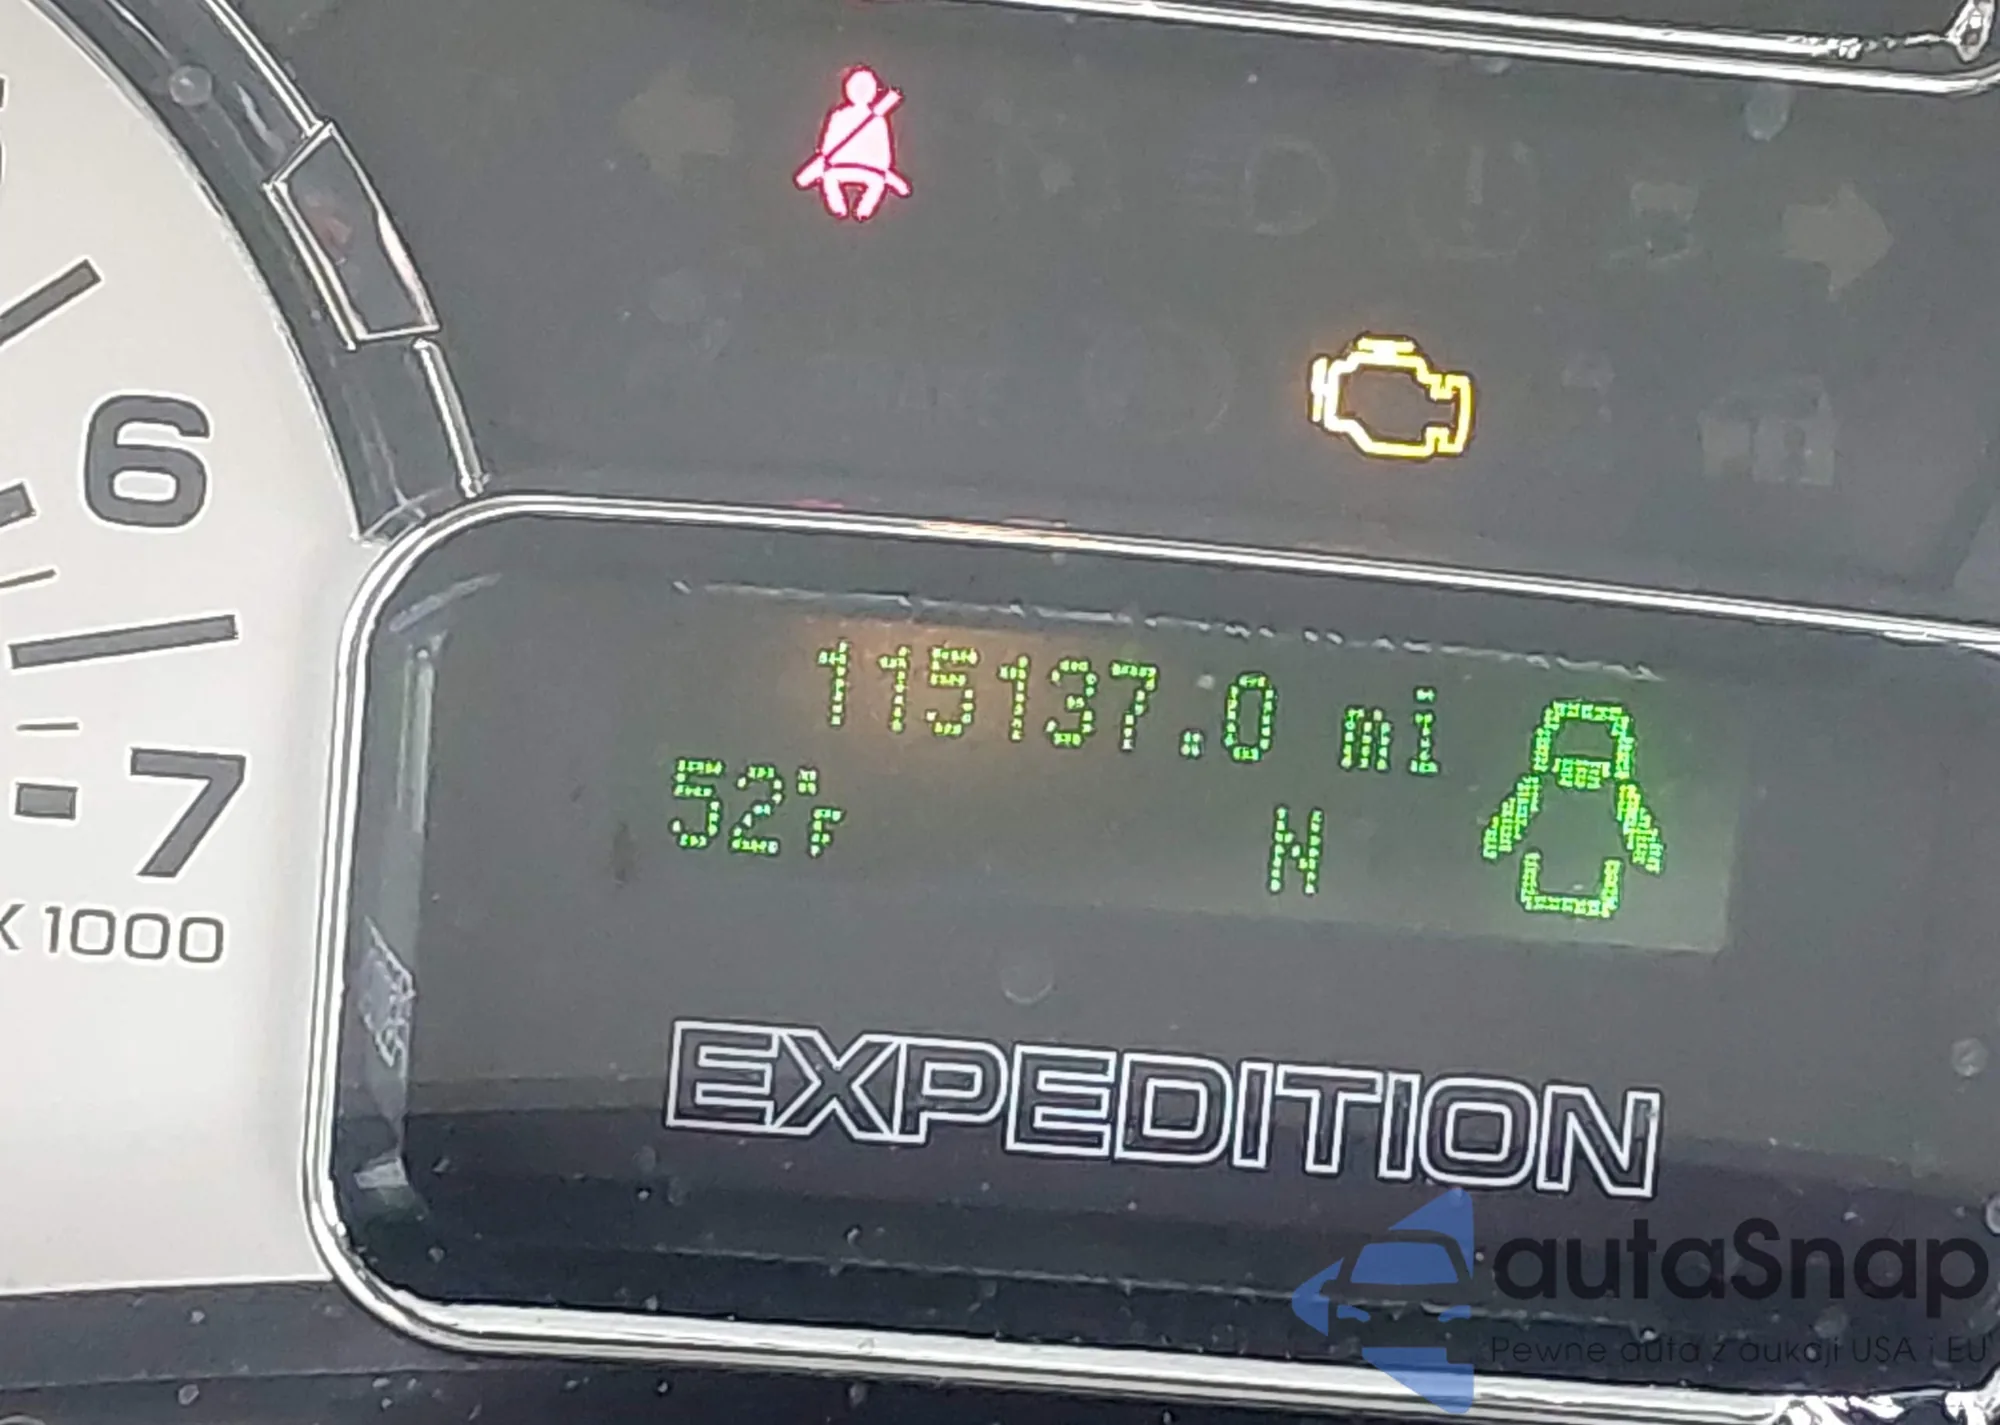 6
7
X 1000
115137.0 mi
52°F
N
EXPEDITION
autaSnap
Pewne auta z aukcji USA i EU